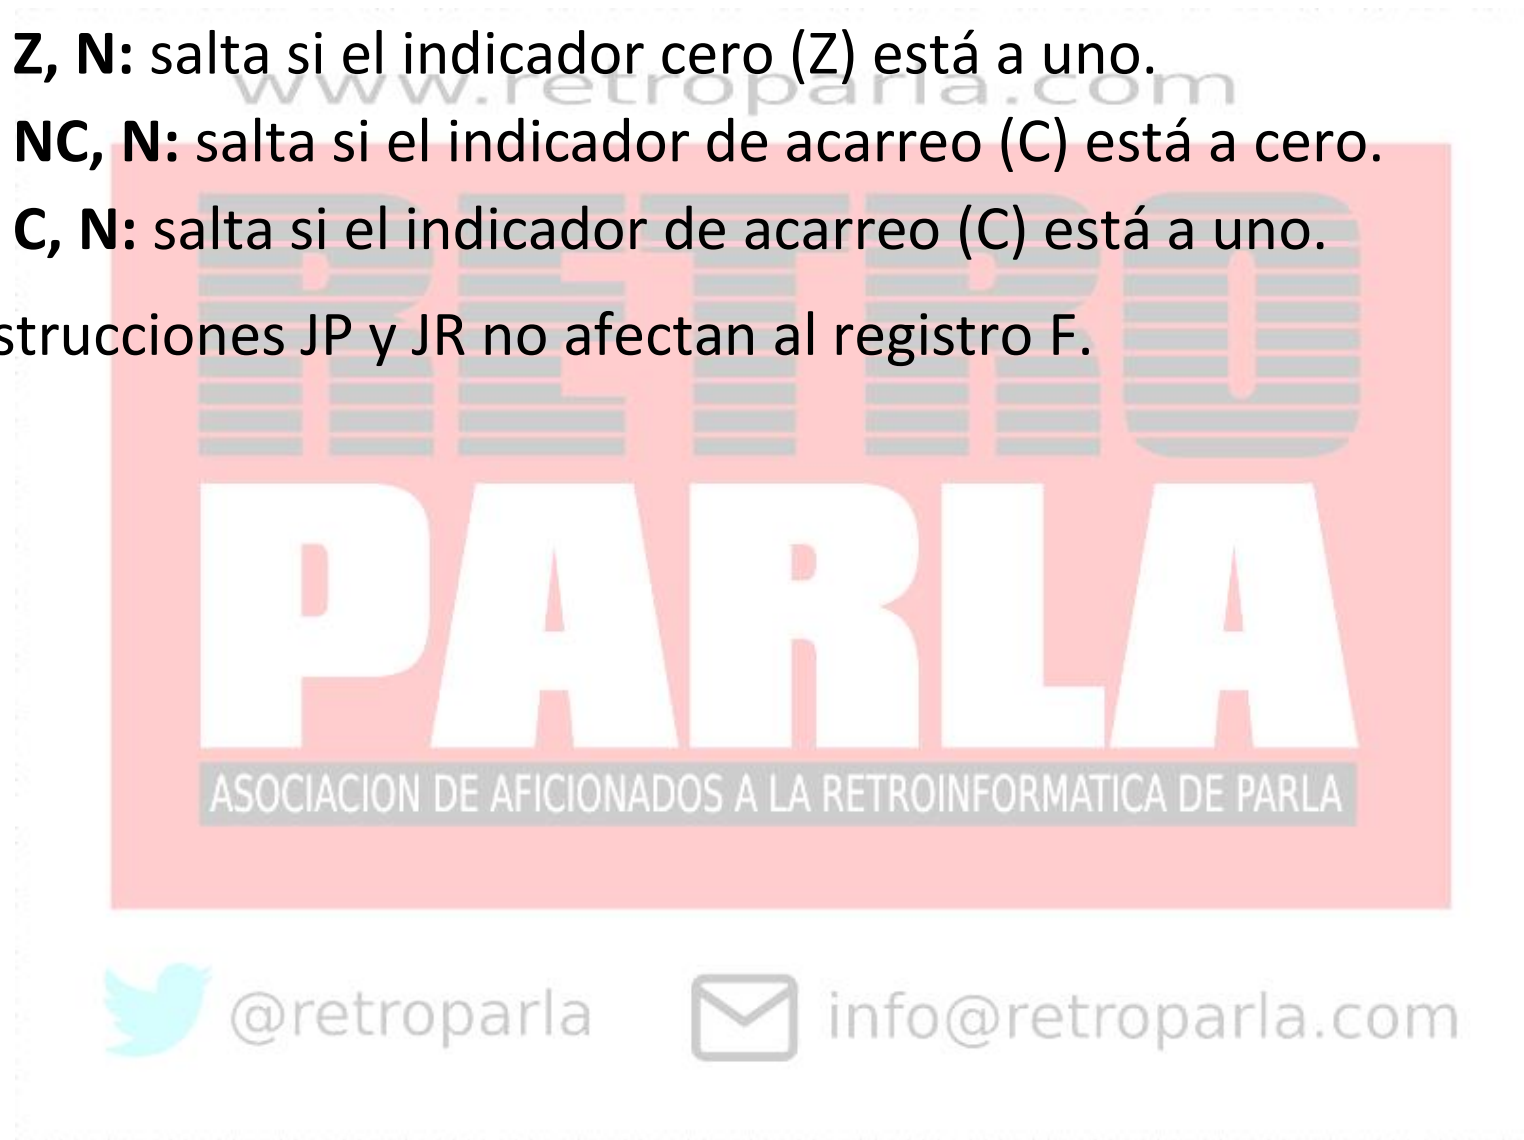 Z, N: salta si el indicador cero (Z) está a uno.
www.retroparla.com
NC, N: salta si el indicador de acarreo (C) está a cero.
C, N: salta si el indicador de acarreo (C) está a uno.
strucciones JP y JR no afectan al registro F.
RETRO
PARLA
ASOCIACION DE AFICIONADOS A LA RETROINFORMATICA DE PARLA
@retroparla info@retroparla.com